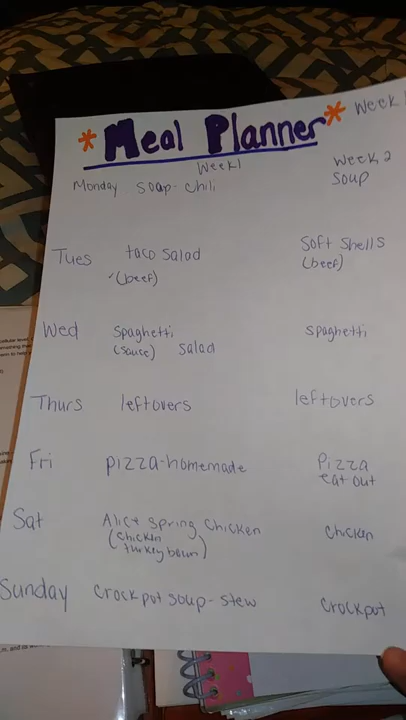 * Meal Planner * Week
Week1
Week 2
Monday soap- chili
soup
Tues taco salad
(beef)
Soft Shells
(beef)
Wed Spaghetti
(sauce) salad
spaghetti
Thurs leftovers
leftovers
Fri pizza-homemade
Pizza
eat out
Sat Alice Spring Chicken
(chicken
turkey bacon)
chicken
Sunday crockpot soup- stew
crockpot